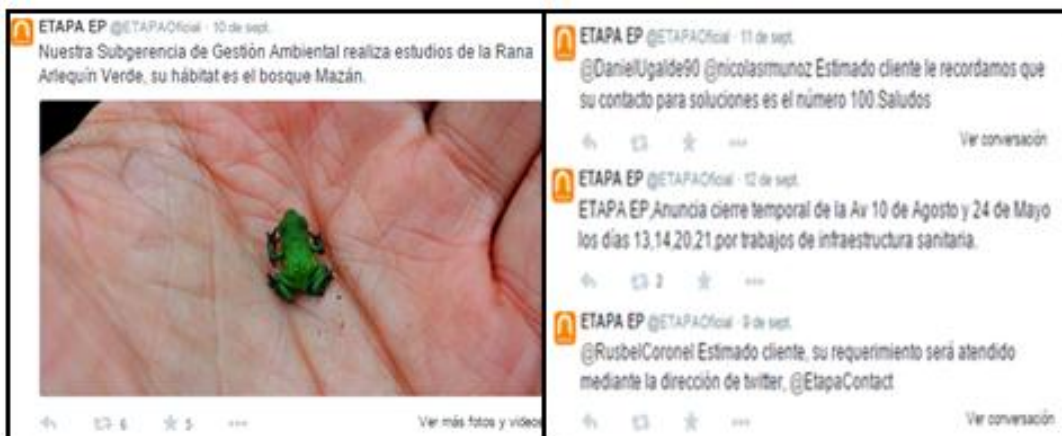 ETAPA EP @ETAPAOficial · 10 de sept.
Nuestra Subgerencia de Gestión Ambiental realiza estudios de la Rana
Arlequín Verde, su hábitat es el bosque Mazán.
6 5 Ver más fotos y videos
ETAPA EP @ETAPAOficial · 11 de sept.
@DanielUgalde90 @nicolasrmunoz Estimado cliente le recordamos que
su contacto para soluciones es el número 100.Saludos
Ver conversación
ETAPA EP @ETAPAOficial · 12 de sept.
ETAPA EP,Anuncia cierre temporal de la Av 10 de Agosto y 24 de Mayo
los días 13,14,20,21,por trabajos de infraestructura sanitaria.
2
ETAPA EP @ETAPAOficial · 9 de sept.
@RusbelCoronel Estimado cliente, su requerimiento será atendido
mediante la dirección de twitter, @EtapaContact
Ver conversación